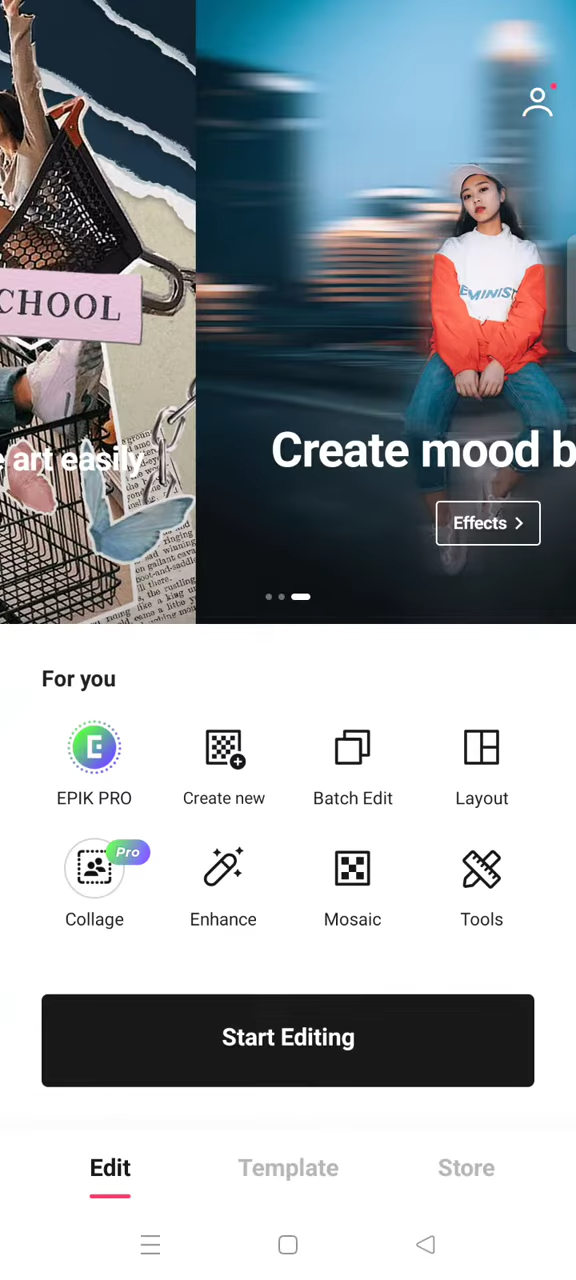 CHOOL
art easily
EMINIST
Create mood b
Effects
For you
EPIK PRO
Create new
Batch Edit
Layout
Pro
Collage
Enhance
Mosaic
Tools
Start Editing
Edit
Template
Store